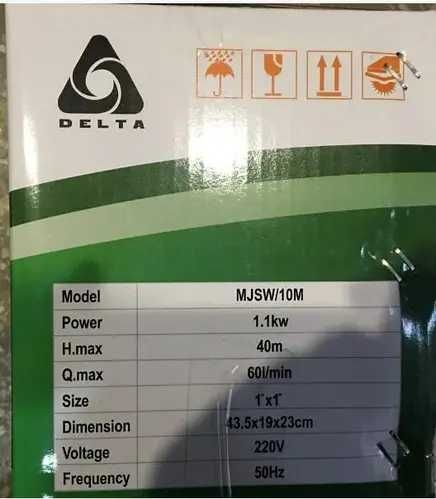 DELTA
Model MJSW/10M
Power 1.1kw
H.max 40m
Q.max 60l/min
Size 1"x1"
Dimension 43.5x19x23cm
Voltage 220V
Frequency 50Hz